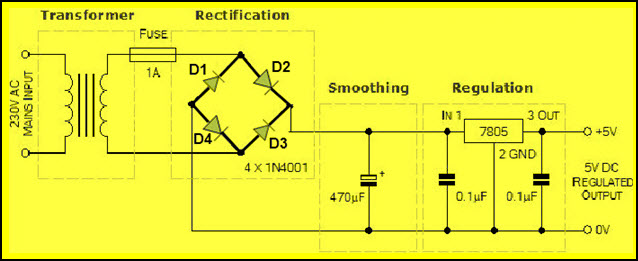 Transformer
Rectification
FUSE
1A
D1
D2
D4
D3
4 X 1N4001
230V AC
MAINS INPUT
Smoothing
Regulation
IN 1
3 OUT
7805
2 GND
+
470µF
0.1µF
0.1µF
+5V
5V DC
REGULATED
OUTPUT
0V